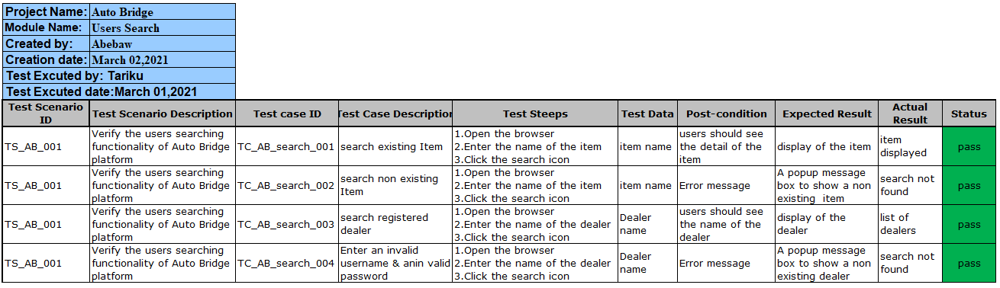 Project Name: Auto Bridge
Module Name: Users Search
Created by: Abebaw
Creation date: March 02,2021
Test Excuted by: Tariku
Test Excuted date:March 01,2021
Test Scenario ID Test Scenario Description Test case ID Test Case Description Test Steeps Test Data Post-condition Expected Result Actual Result Status
TS_AB_001
Verify the users searching
functionality of Auto Bridge
platform
TC_AB_search_001
search existing Item
1.Open the browser
2.Enter the name of the item
3.Click the search icon
item name
users should see
the detail of the
item
display of the item
item
displayed
pass
TS_AB_001
Verify the users searching
functionality of Auto Bridge
platform
TC_AB_search_002
search non existing
Item
1.Open the browser
2.Enter the name of the item
3.Click the search icon
item name
Error message
A popup message
box to show a non
existing item
search not
found
pass
TS_AB_001
Verify the users searching
functionality of Auto Bridge
platform
TC_AB_search_003
search registered
dealer
1.Open the browser
2.Enter the name of the dealer
3.Click the search icon
Dealer
name
users should see
the name of the
dealer
display of the
dealer
list of
dealers
pass
TS_AB_001
Verify the users searching
functionality of Auto Bridge
platform
TC_AB_search_004
Enter an invalid
username & anin valid
password
1.Open the browser
2.Enter the name of the dealer
3.Click the search icon
Dealer
name
Error message
A popup message
box to show a non
existing dealer
search not
found
pass